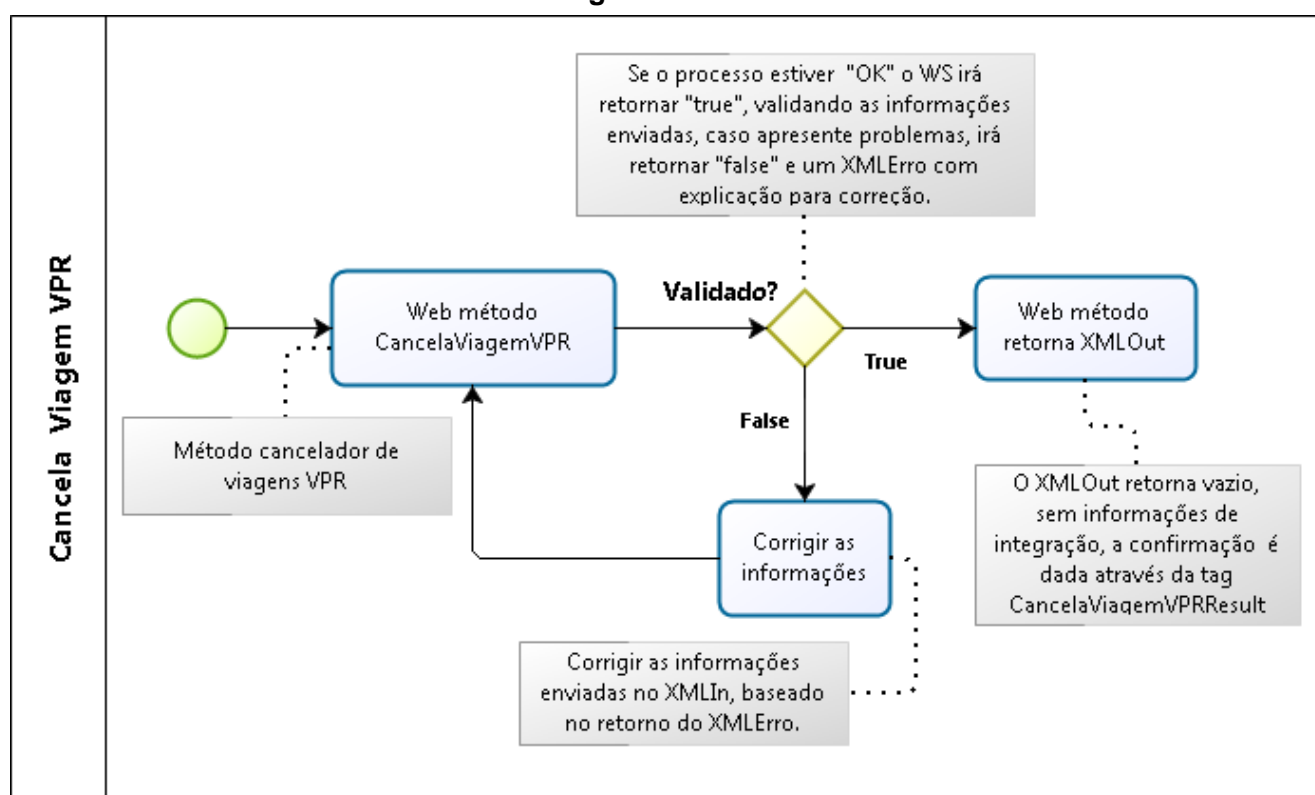 Cancela Viagem VPR
Se o processo estiver "OK" o WS irá
retornar "true", validando as informações
enviadas, caso apresente problemas, irá
retornar "false" e um XMLErro com
explicação para correção.
Web método
CancelaViagemVPR
Validado?
True
Web método
retorna XMLOut
False
Método cancelador de
viagens VPR
Corrigir as
informações
O XMLOut retorna vazio,
sem informações de
integração, a confirmação é
dada através da tag
CancelaViagemVPRResult
Corrigir as informações
enviadas no XMLIn, baseado
no retorno do XMLErro.